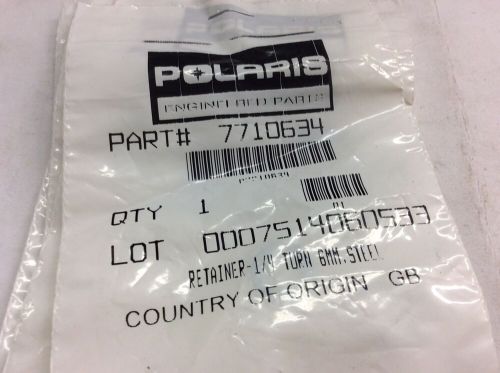 POLARIS
ENGINEERED PARTS
PART# 7710634
P7710634
QTY 1
LOT 0007514060533
RETAINER-1/4 TURN 6MM.STEEL
COUNTRY OF ORIGIN GB